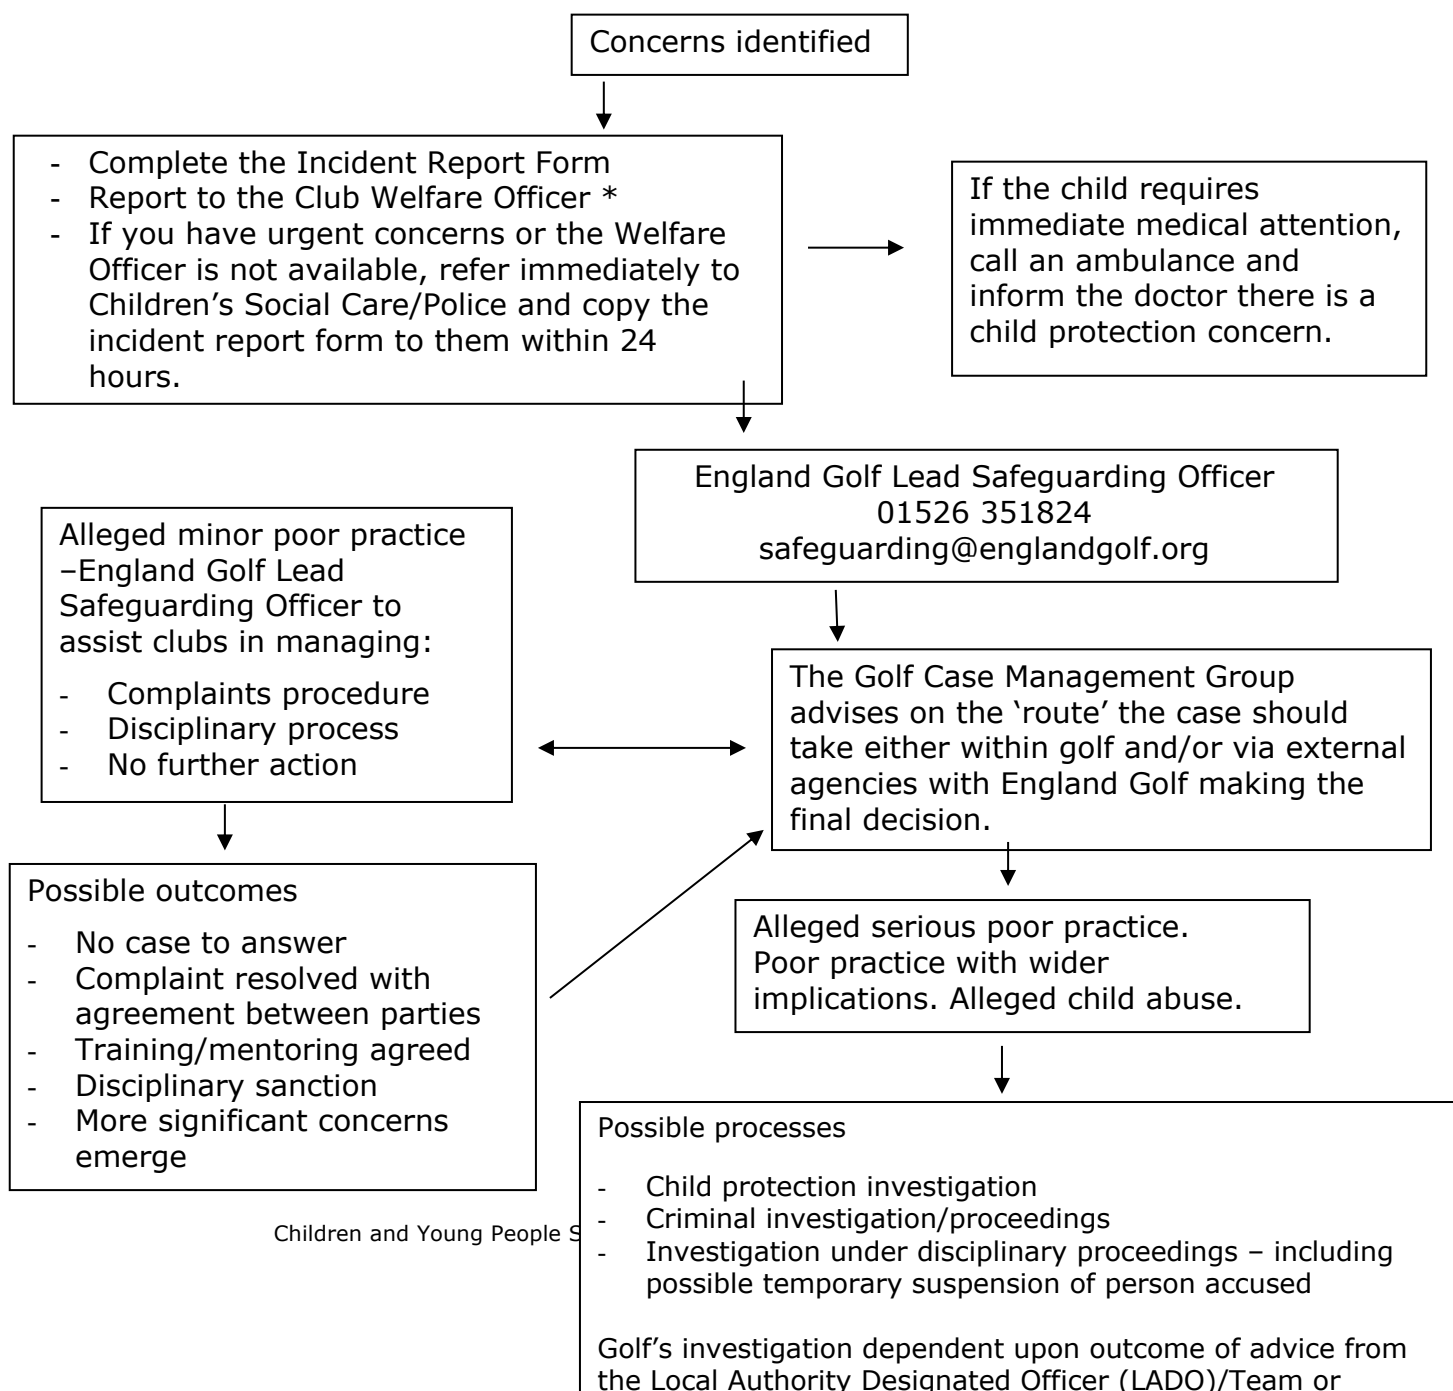 Concerns identified
- Complete the Incident Report Form
- Report to the Club Welfare Officer *
- If you have urgent concerns or the Welfare
Officer is not available, refer immediately to
Children’s Social Care/Police and copy the
incident report form to them within 24
hours.
If the child requires
immediate medical attention,
call an ambulance and
inform the doctor there is a
child protection concern.
England Golf Lead Safeguarding Officer
01526 351824
safeguarding@englandgolf.org
Alleged minor poor practice
–England Golf Lead
Safeguarding Officer to
assist clubs in managing:
- Complaints procedure
- Disciplinary process
- No further action
The Golf Case Management Group
advises on the ‘route’ the case should
take either within golf and/or via external
agencies with England Golf making the
final decision.
Possible outcomes
- No case to answer
- Complaint resolved with
agreement between parties
- Training/mentoring agreed
- Disciplinary sanction
- More significant concerns
emerge
Alleged serious poor practice.
Poor practice with wider
implications. Alleged child abuse.
Possible processes
- Child protection investigation
- Criminal investigation/proceedings
- Investigation under disciplinary proceedings – including
possible temporary suspension of person accused
Golf’s investigation dependent upon outcome of advice from
the Local Authority Designated Officer (LADO)/Team or
Children and Young People S